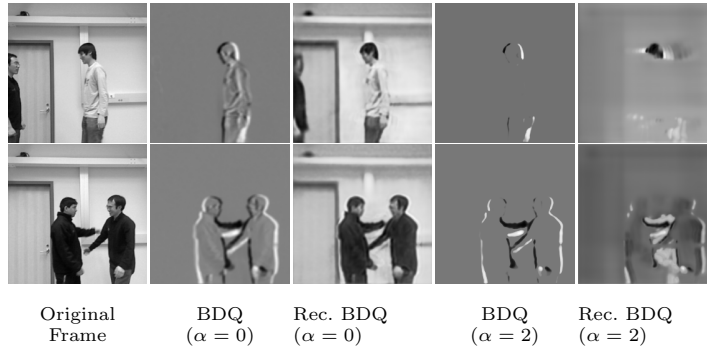 Original Frame
BDQ (α = 0)
Rec. BDQ (α = 0)
BDQ (α = 2)
Rec. BDQ (α = 2)